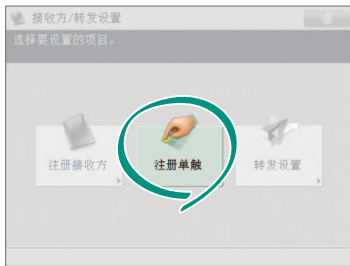 接收方/转发设置
选择要设置的项目。
注册接收方
注册单触
转发设置